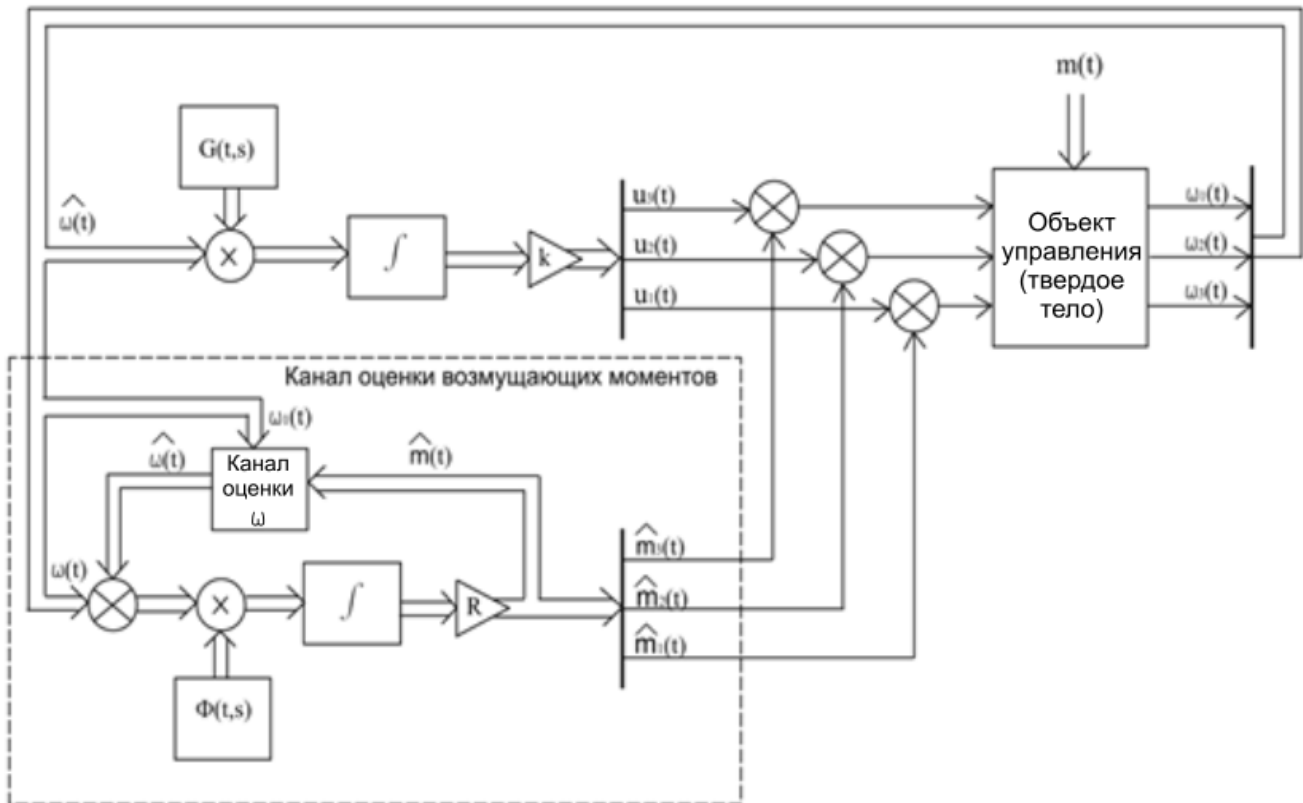 m(t)
G(t,s)
ω̂(t)
∫
k
u₃(t)
u₂(t)
u₁(t)
Объект
управления
(твердое
тело)
ω₁(t)
ω₂(t)
ω₃(t)
Канал оценки возмущающих моментов
ω₀(t)
ω̂(t)
Канал
оценки
ω
m̂(t)
ω(t)
∫
R
m̂₃(t)
m̂₂(t)
m̂₁(t)
Φ(t,s)